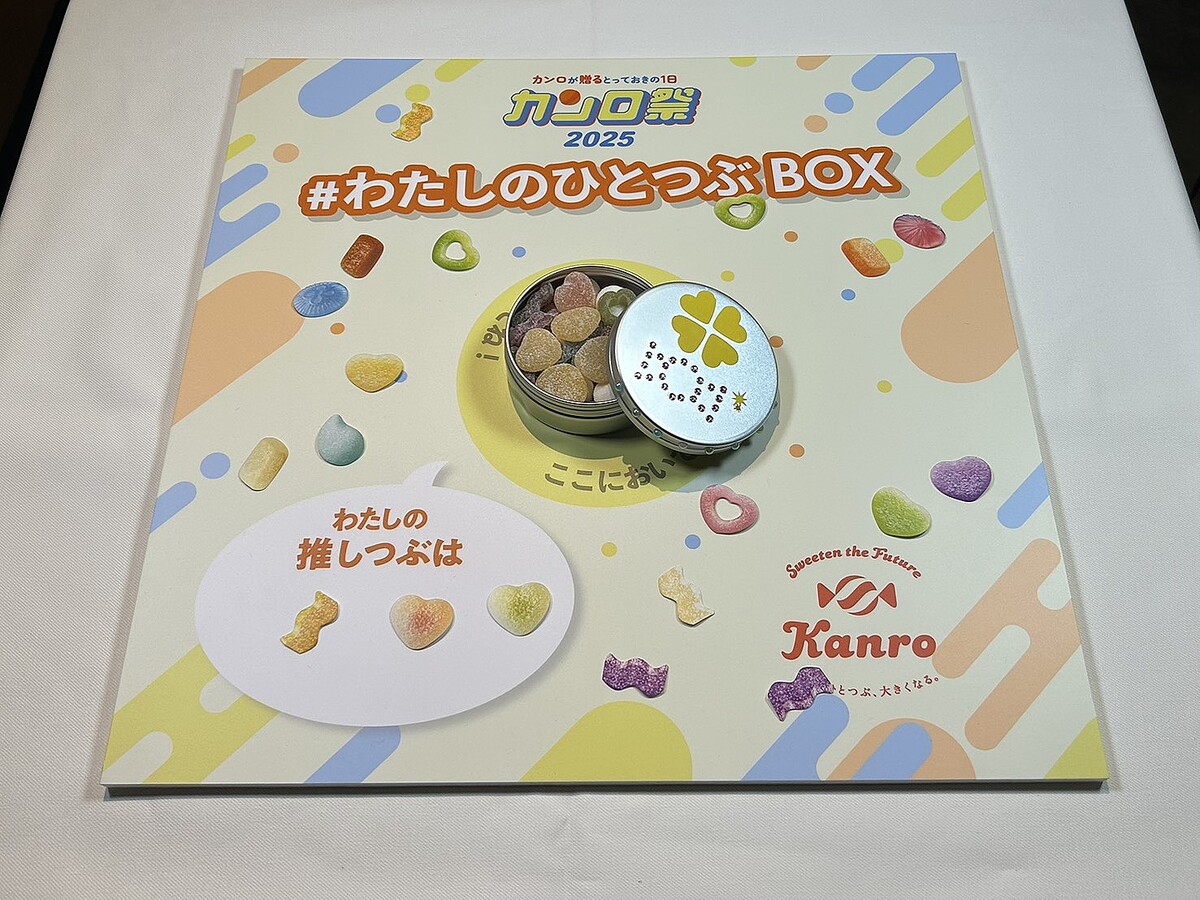 カンロが贈るとっておきの1日
カンロ祭
2025
#わたしのひとつぶBOX
ね!
ここにおい
わたしの
推しつぶは
Sweeten the Future
Kanro
ひとつぶ、大きくなる。